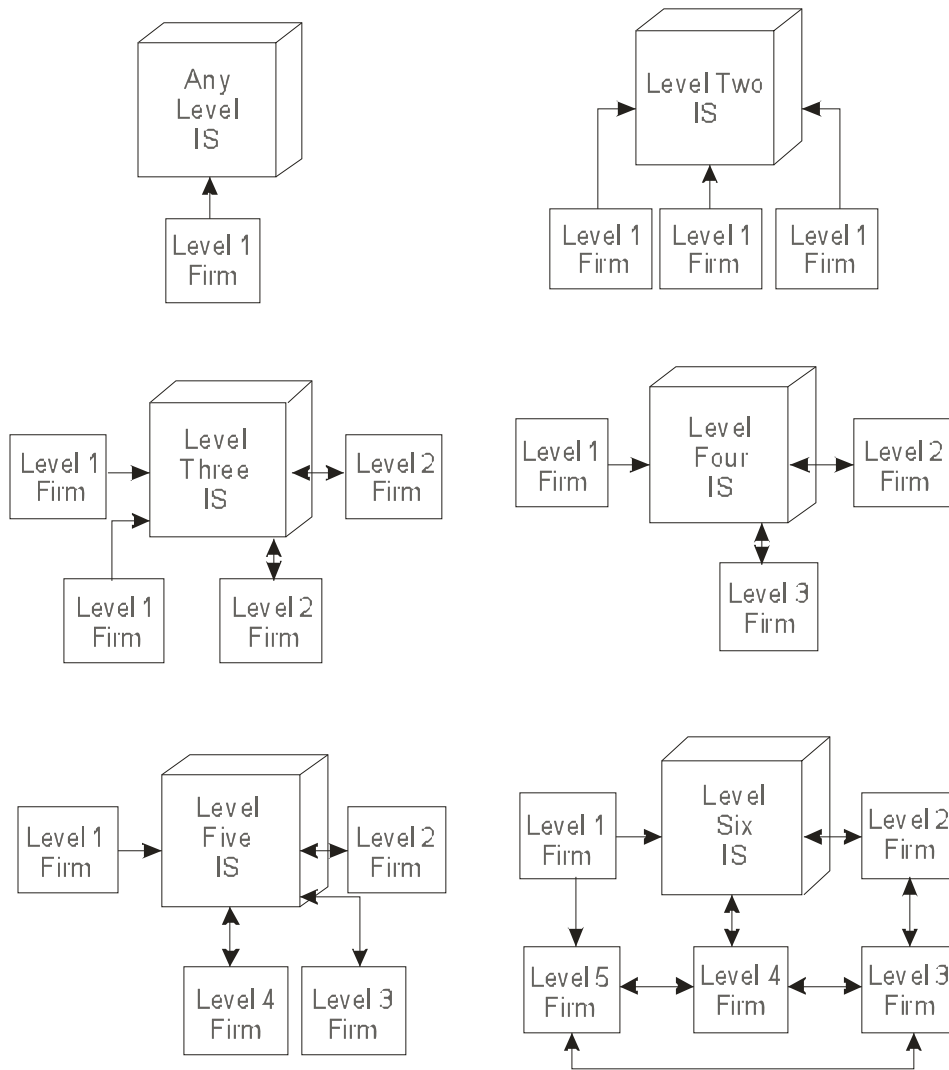 Any
Level
IS
Level 1
Firm
Level Two
IS
Level 1
Firm
Level 1
Firm
Level 1
Firm
Level 1
Firm
Level
Three
IS
Level 2
Firm
Level 1
Firm
Level 2
Firm
Level 1
Firm
Level
Four
IS
Level 2
Firm
Level 3
Firm
Level 1
Firm
Level
Five
IS
Level 2
Firm
Level 4
Firm
Level 3
Firm
Level 1
Firm
Level
Six
IS
Level 2
Firm
Level 5
Firm
Level 4
Firm
Level 3
Firm